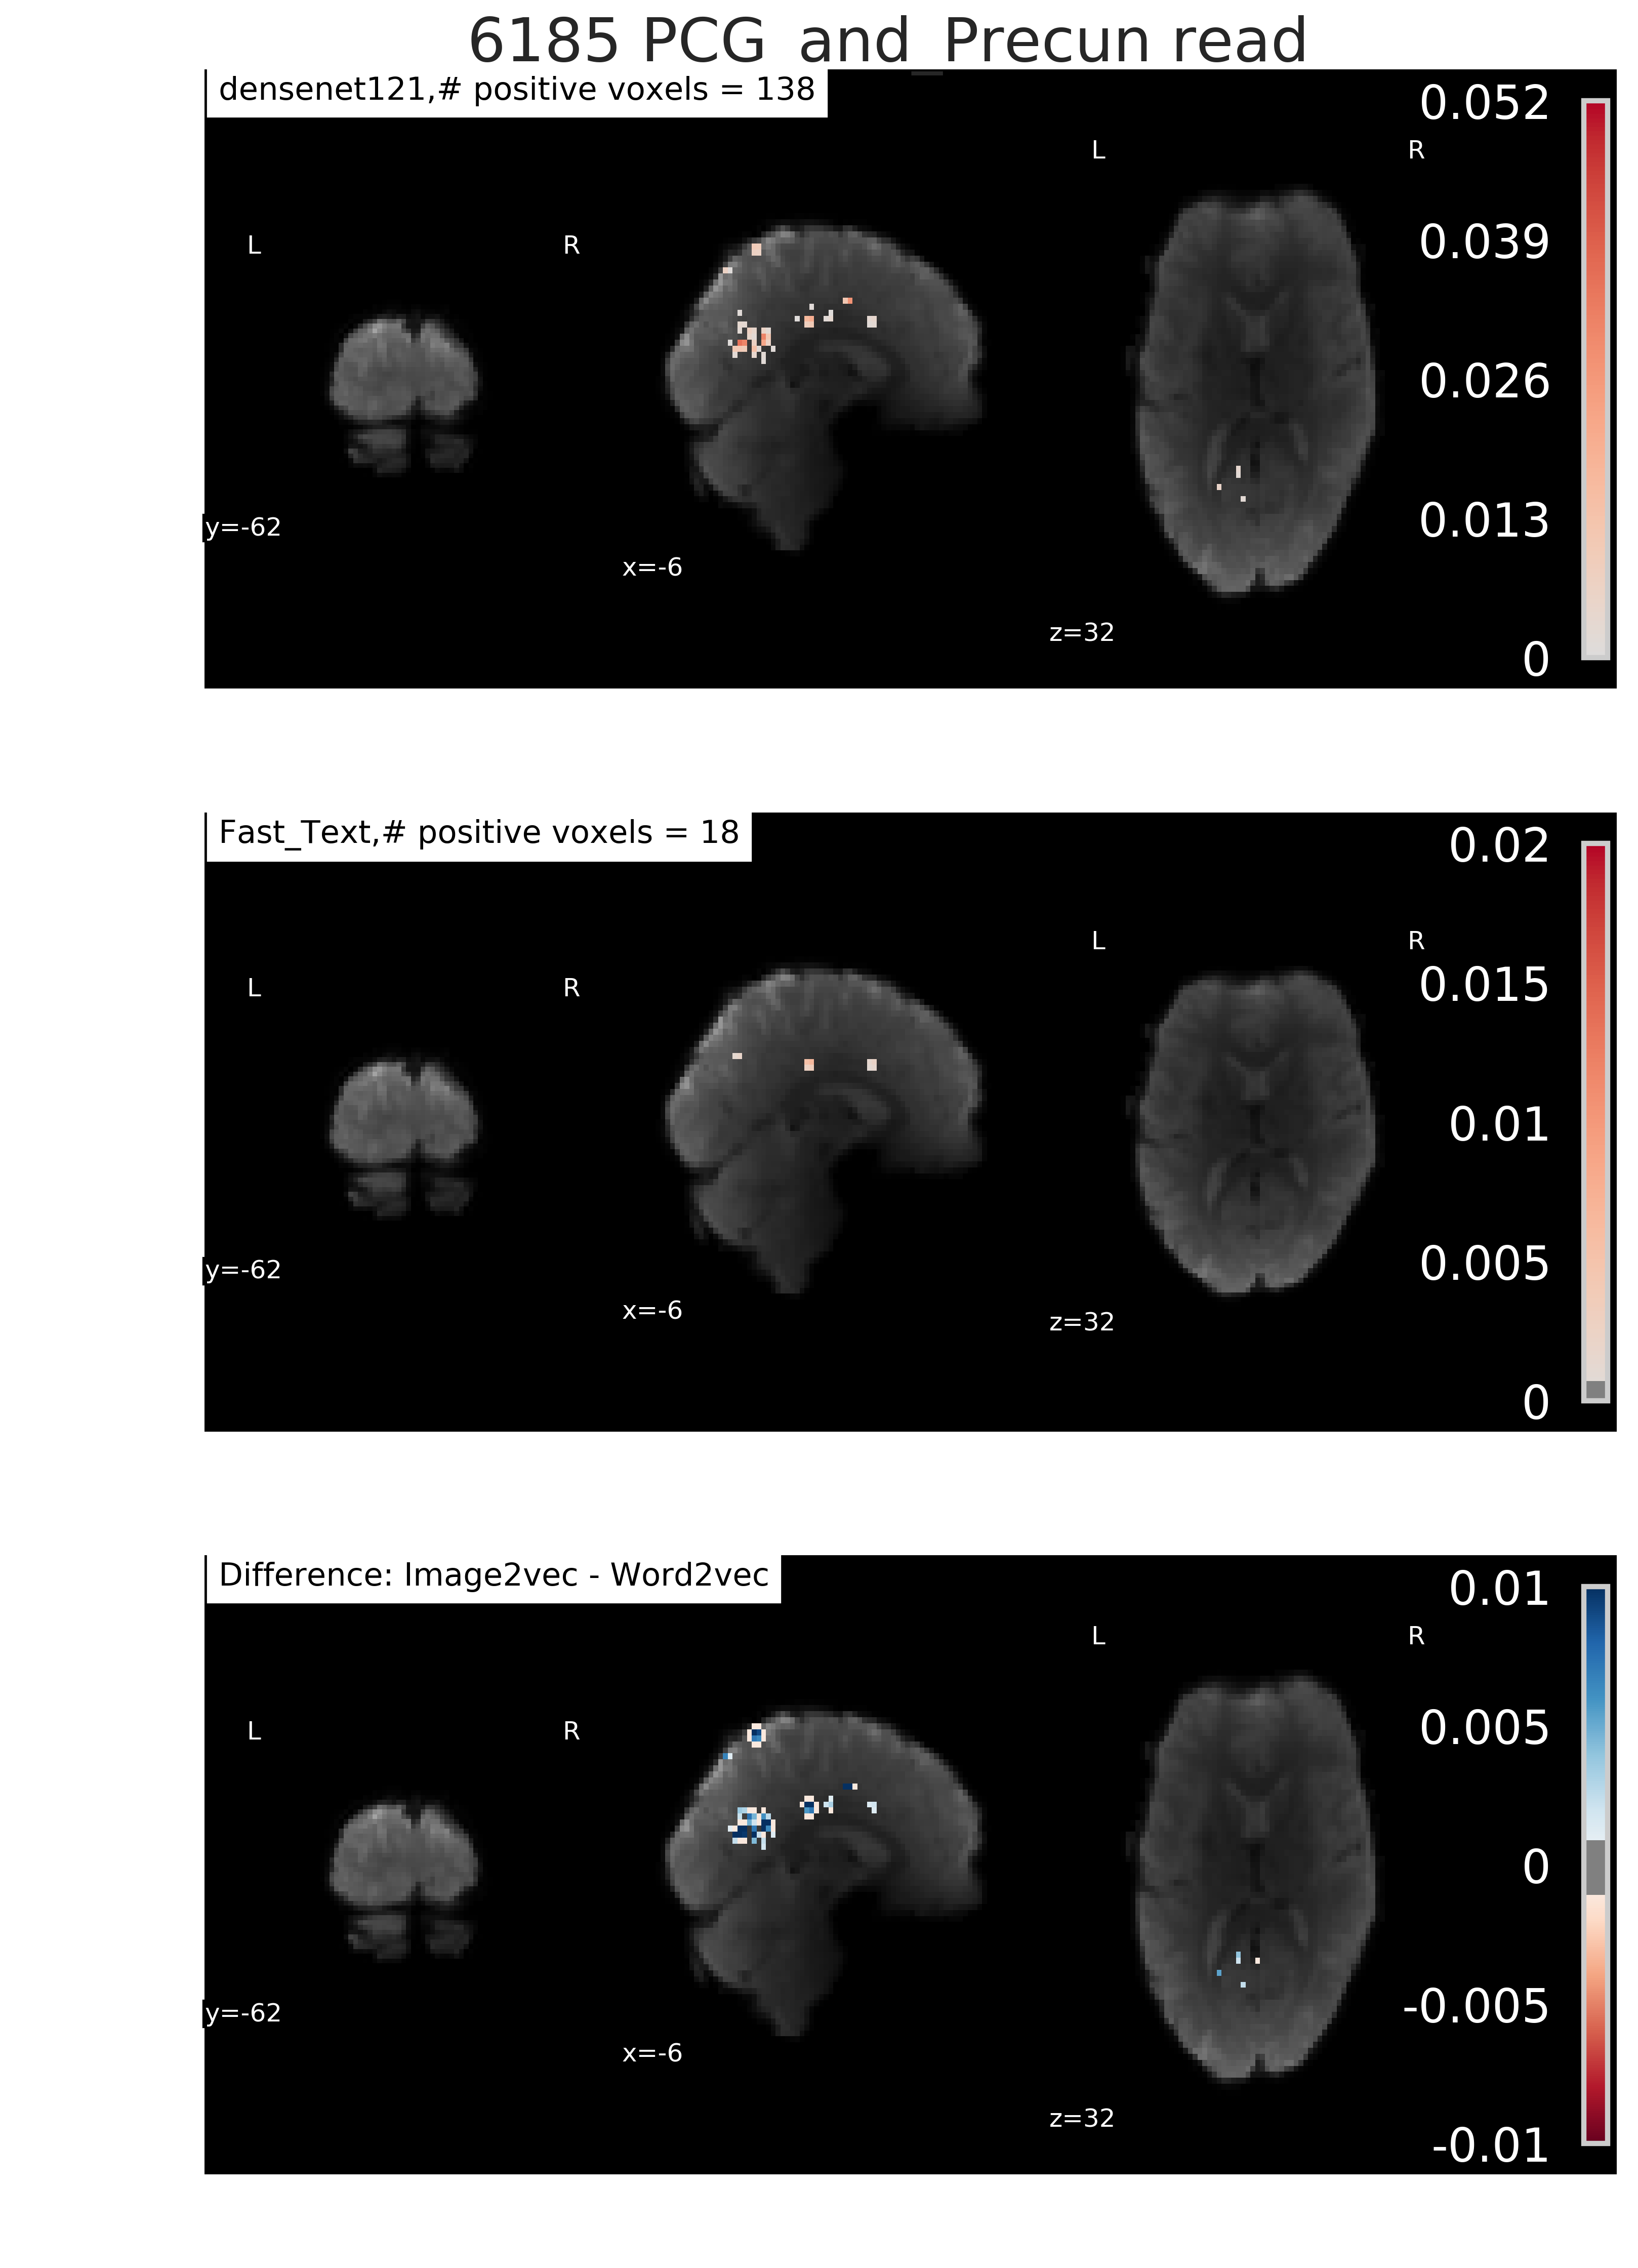 6185 PCG_and_Precun read
densenet121,# positive voxels = 138
0.052
L R
0.039
L R
0.026
0.013
y=-62
x=-6
z=32
0
Fast_Text,# positive voxels = 18
0.02
L R
0.015
L R
0.01
0.005
y=-62
x=-6
z=32
0
Difference: Image2vec - Word2vec
0.01
L R
0.005
L R
0
-0.005
y=-62
x=-6
z=32
-0.01